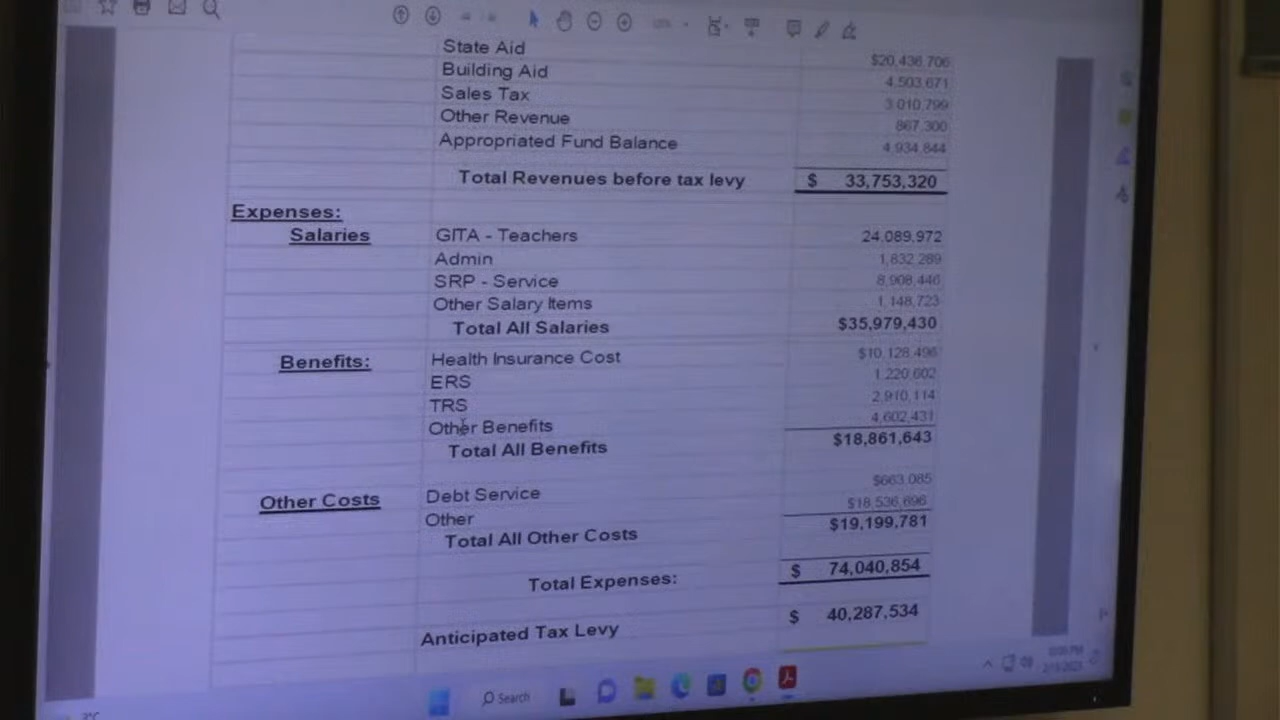 State Aid $20,436,706
Building Aid 4,503,671
Sales Tax 3,010,799
Other Revenue 867,300
Appropriated Fund Balance 4,934,844
Total Revenues before tax levy $ 33,753,320
Expenses:
Salaries GITA - Teachers 24,089,972
Admin 1,832,289
SRP - Service 8,908,446
Other Salary Items 1,148,723
Total All Salaries $35,979,430
Benefits: Health Insurance Cost $10,128,496
ERS 1,220,602
TRS 2,910,114
Other Benefits 4,602,431
Total All Benefits $18,861,643
Other Costs Debt Service $663,085
Other $18,536,696
Total All Other Costs $19,199,781
Total Expenses: $ 74,040,854
Anticipated Tax Levy $ 40,287,534
Search